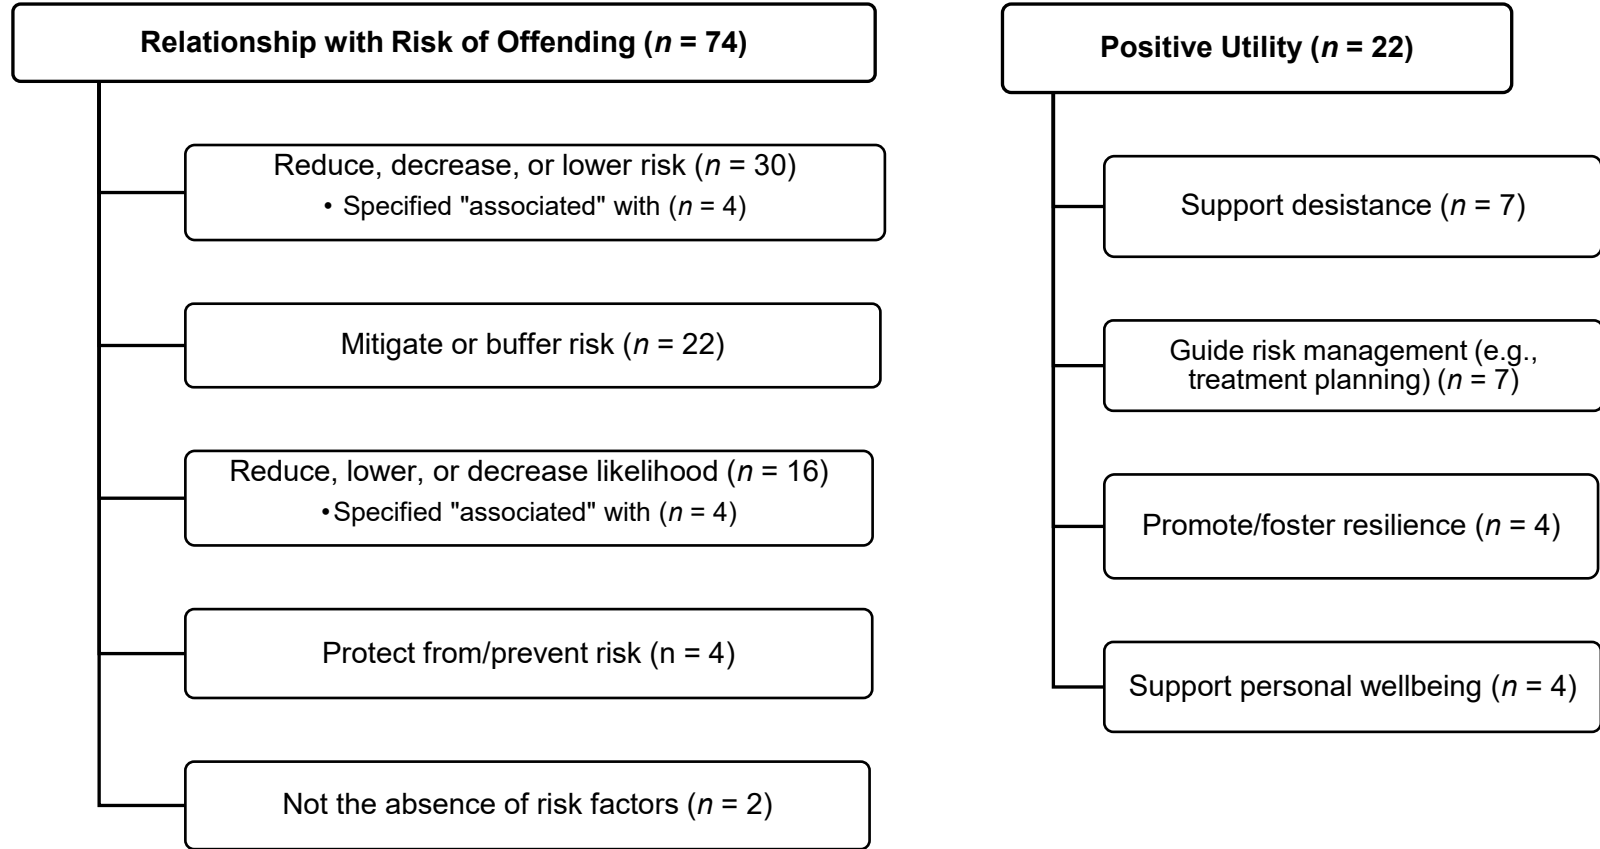 Relationship with Risk of Offending (n = 74)
Reduce, decrease, or lower risk (n = 30)
• Specified "associated" with (n = 4)
Mitigate or buffer risk (n = 22)
Reduce, lower, or decrease likelihood (n = 16)
•Specified "associated" with (n = 4)
Protect from/prevent risk (n = 4)
Not the absence of risk factors (n = 2)
Positive Utility (n = 22)
Support desistance (n = 7)
Guide risk management (e.g.,
treatment planning) (n = 7)
Promote/foster resilience (n = 4)
Support personal wellbeing (n = 4)